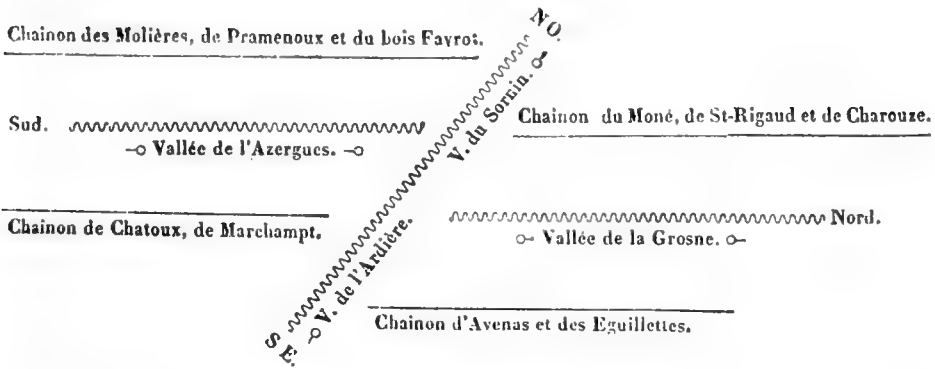 Chainon des Molières, de Pramenoux et du bois Favrot.
NO.
V. du Sornin.
Sud.
Vallée de l'Azergues.
Chainon du Moné, de St-Rigaud et de Charouze.
Chainon de Chatoux, de Marchampt.
Nord.
Vallée de la Grosne.
V. de l'Ardière.
S E.
Chainon d'Avenas et des Eguillettes.